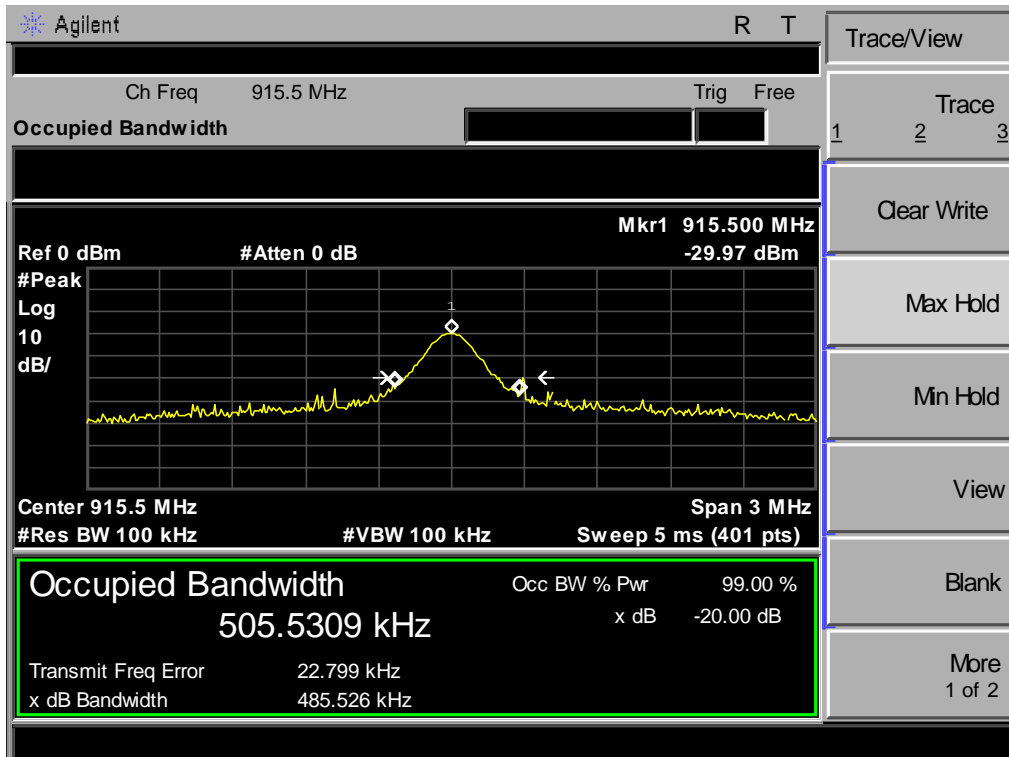 Agilent
R T
Ch Freq 915.5 MHz Trig Free
Occupied Bandwidth
Mkr1 915.500 MHz
Ref 0 dBm #Atten 0 dB -29.97 dBm
#Peak
Log
10
dB/
1
Center 915.5 MHz Span 3 MHz
#Res BW 100 kHz #VBW 100 kHz Sweep 5 ms (401 pts)
Occupied Bandwidth
505.5309 kHz
Occ BW % Pwr 99.00 %
x dB -20.00 dB
Transmit Freq Error 22.799 kHz
x dB Bandwidth 485.526 kHz
Trace/View
Trace
1 2 3
Clear Write
Max Hold
Min Hold
View
Blank
More
1 of 2